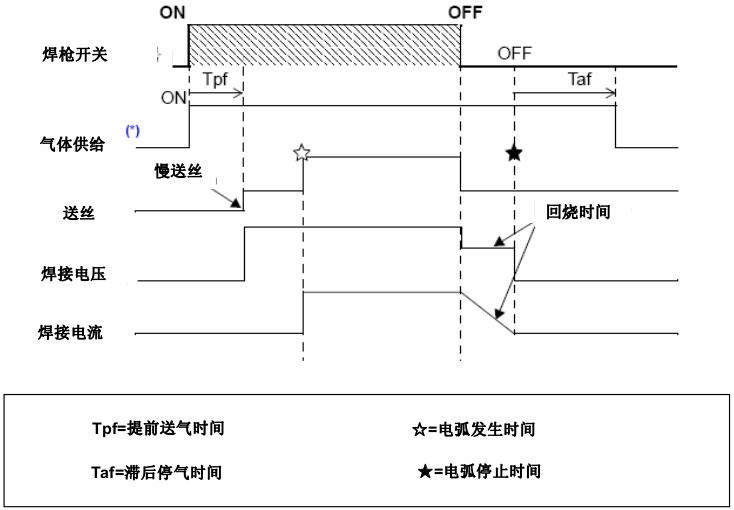 ON
OFF
焊枪开关
OFF
Tpf
Taf
ON
(*)
气体供给
慢送丝
送丝
回烧时间
焊接电压
焊接电流
Tpf=提前送气时间
☆=电弧发生时间
Taf=滞后停气时间
★=电弧停止时间